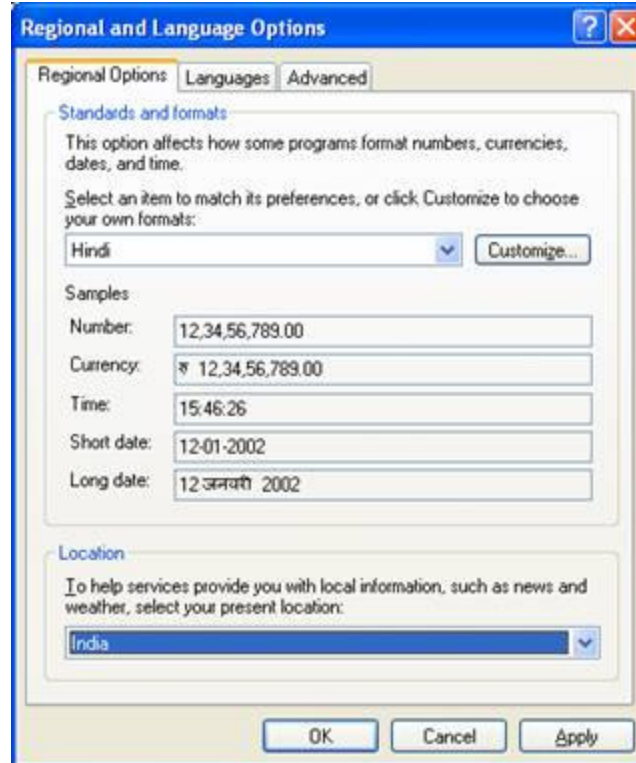 Regional and Language Options
Regional Options Languages Advanced
Standards and formats
This option affects how some programs format numbers, currencies,
dates, and time.
Select an item to match its preferences, or click Customize to choose
your own formats:
Hindi Customize...
Samples
Number: 12,34,56,789.00
Currency: रु 12,34,56,789.00
Time: 15:46:26
Short date: 12-01-2002
Long date: 12 जनवरी 2002
Location
To help services provide you with local information, such as news and
weather, select your present location:
India
OK Cancel Apply